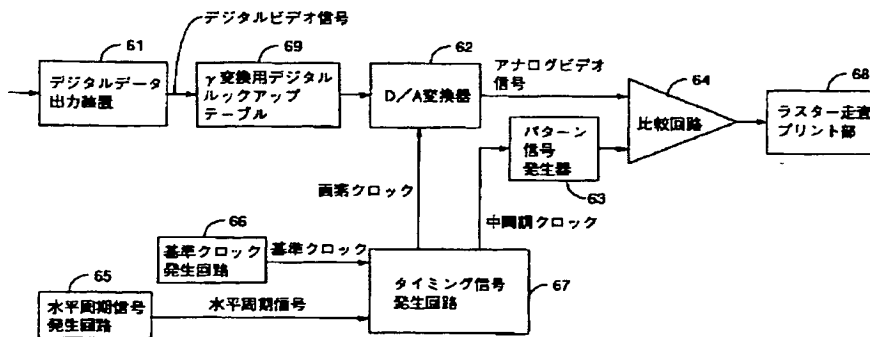 デジタルビデオ信号
61
69
62
64
68
デジタルデータ
出力装置
γ変換用デジタル
ルックアップ
テーブル
D/A変換器
アナログビデオ
信号
比較回路
ラスター走査
プリント部
パターン
信号
発生器
63
画素クロック
中間調クロック
66
基準クロック
発生回路
基準クロック
65
水平周期信号
発生回路
水平周期信号
タイミング信号
発生回路
67